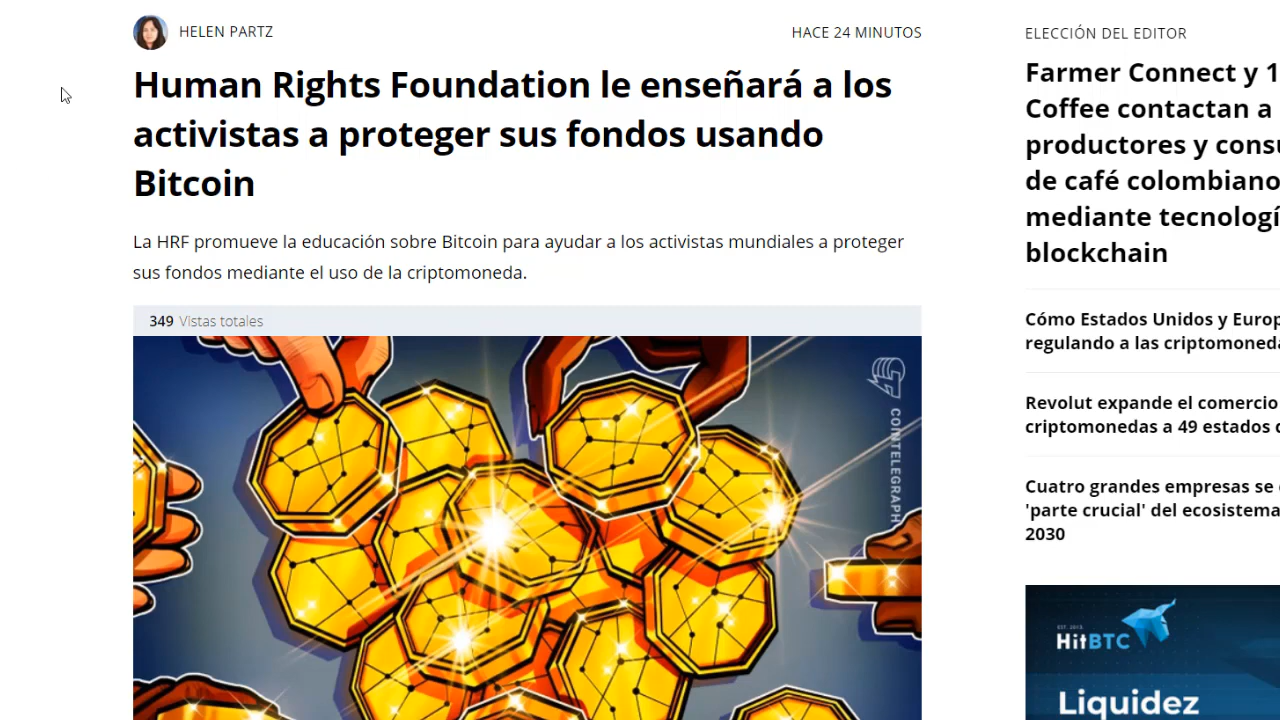 HELEN PARTZ
HACE 24 MINUTOS
Human Rights Foundation le enseñará a los
activistas a proteger sus fondos usando
Bitcoin
La HRF promueve la educación sobre Bitcoin para ayudar a los activistas mundiales a proteger
sus fondos mediante el uso de la criptomoneda.
349 Vistas totales
COINTELEGRAPH
ELECCIÓN DEL EDITOR
Farmer Connect y 1
Coffee contactan a
productores y consu
de café colombiano
mediante tecnologí
blockchain
Cómo Estados Unidos y Europ
regulando a las criptomoneda
Revolut expande el comercio
criptomonedas a 49 estados d
Cuatro grandes empresas se
'parte crucial' del ecosistema
2030
EST. 2013
HitBTC
Liquidez